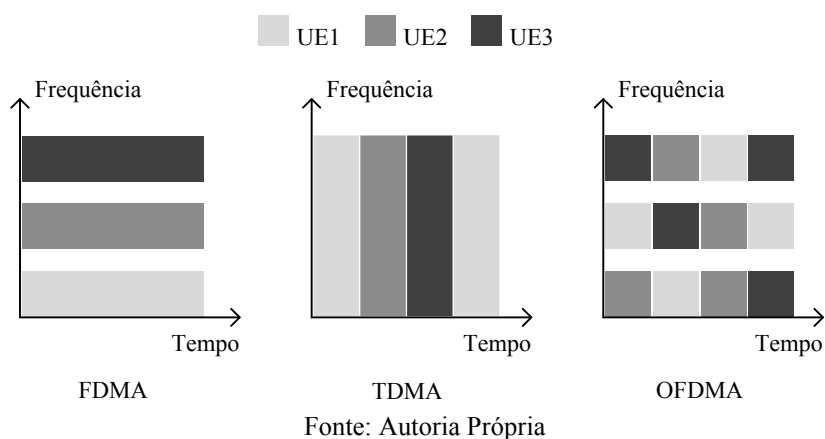 UE1 UE2 UE3
Frequência Frequência Frequência
Tempo Tempo Tempo
FDMA TDMA OFDMA
Fonte: Autoria Própria